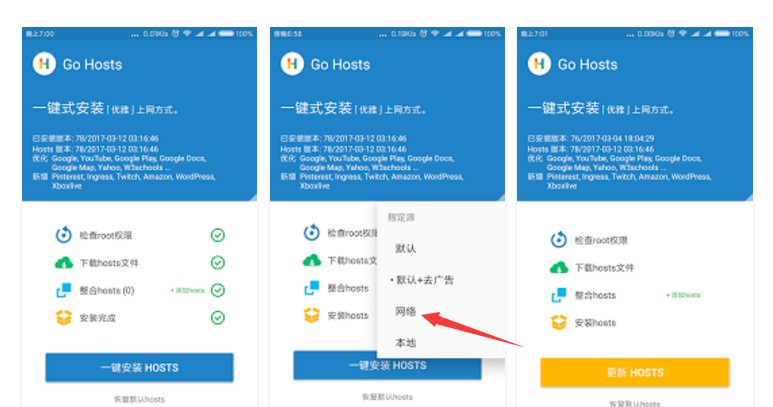 晚上7:00 ... 0.01K/s 100%
Go Hosts
一键式安装「优雅」上网方式。
已安装版本: 78/2017-03-12 03:16:46
Hosts 版本: 78/2017-03-12 03:16:46
优化 Google, YouTube, Google Play, Google Docs,
Google Map, Yahoo, W3schools ...
新增 Pinterest, Ingress, Twitch, Amazon, WordPress,
Xboxlive
检查root权限
下载hosts文件
整合hosts (0) +添加hosts
安装完成
一键安装 HOSTS
恢复默认hosts
傍晚6:58 ... 0.19K/s 100%
Go Hosts
一键式安装「优雅」上网方式。
已安装版本: 78/2017-03-12 03:16:46
Hosts 版本: 78/2017-03-12 03:16:46
优化 Google, YouTube, Google Play, Google Docs,
Google Map, Yahoo, W3schools ...
新增 Pinterest, Ingress, Twitch, Amazon, WordPress,
Xboxlive
检查root权限
下载hosts文
整合hosts
安装hosts
指定源
默认
• 默认+去广告
网络
本地
一键安装 HOSTS
恢复默认hosts
晚上7:01 ... 0.00K/s 100%
Go Hosts
一键式安装「优雅」上网方式。
已安装版本: 76/2017-03-04 18:04:29
Hosts 版本: 78/2017-03-12 03:16:46
优化 Google, YouTube, Google Play, Google Docs,
Google Map, Yahoo, W3schools ...
新增 Pinterest, Ingress, Twitch, Amazon, WordPress,
Xboxlive
检查root权限
下载hosts文件
整合hosts +添加hosts
安装hosts
更新 HOSTS
恢复默认hosts